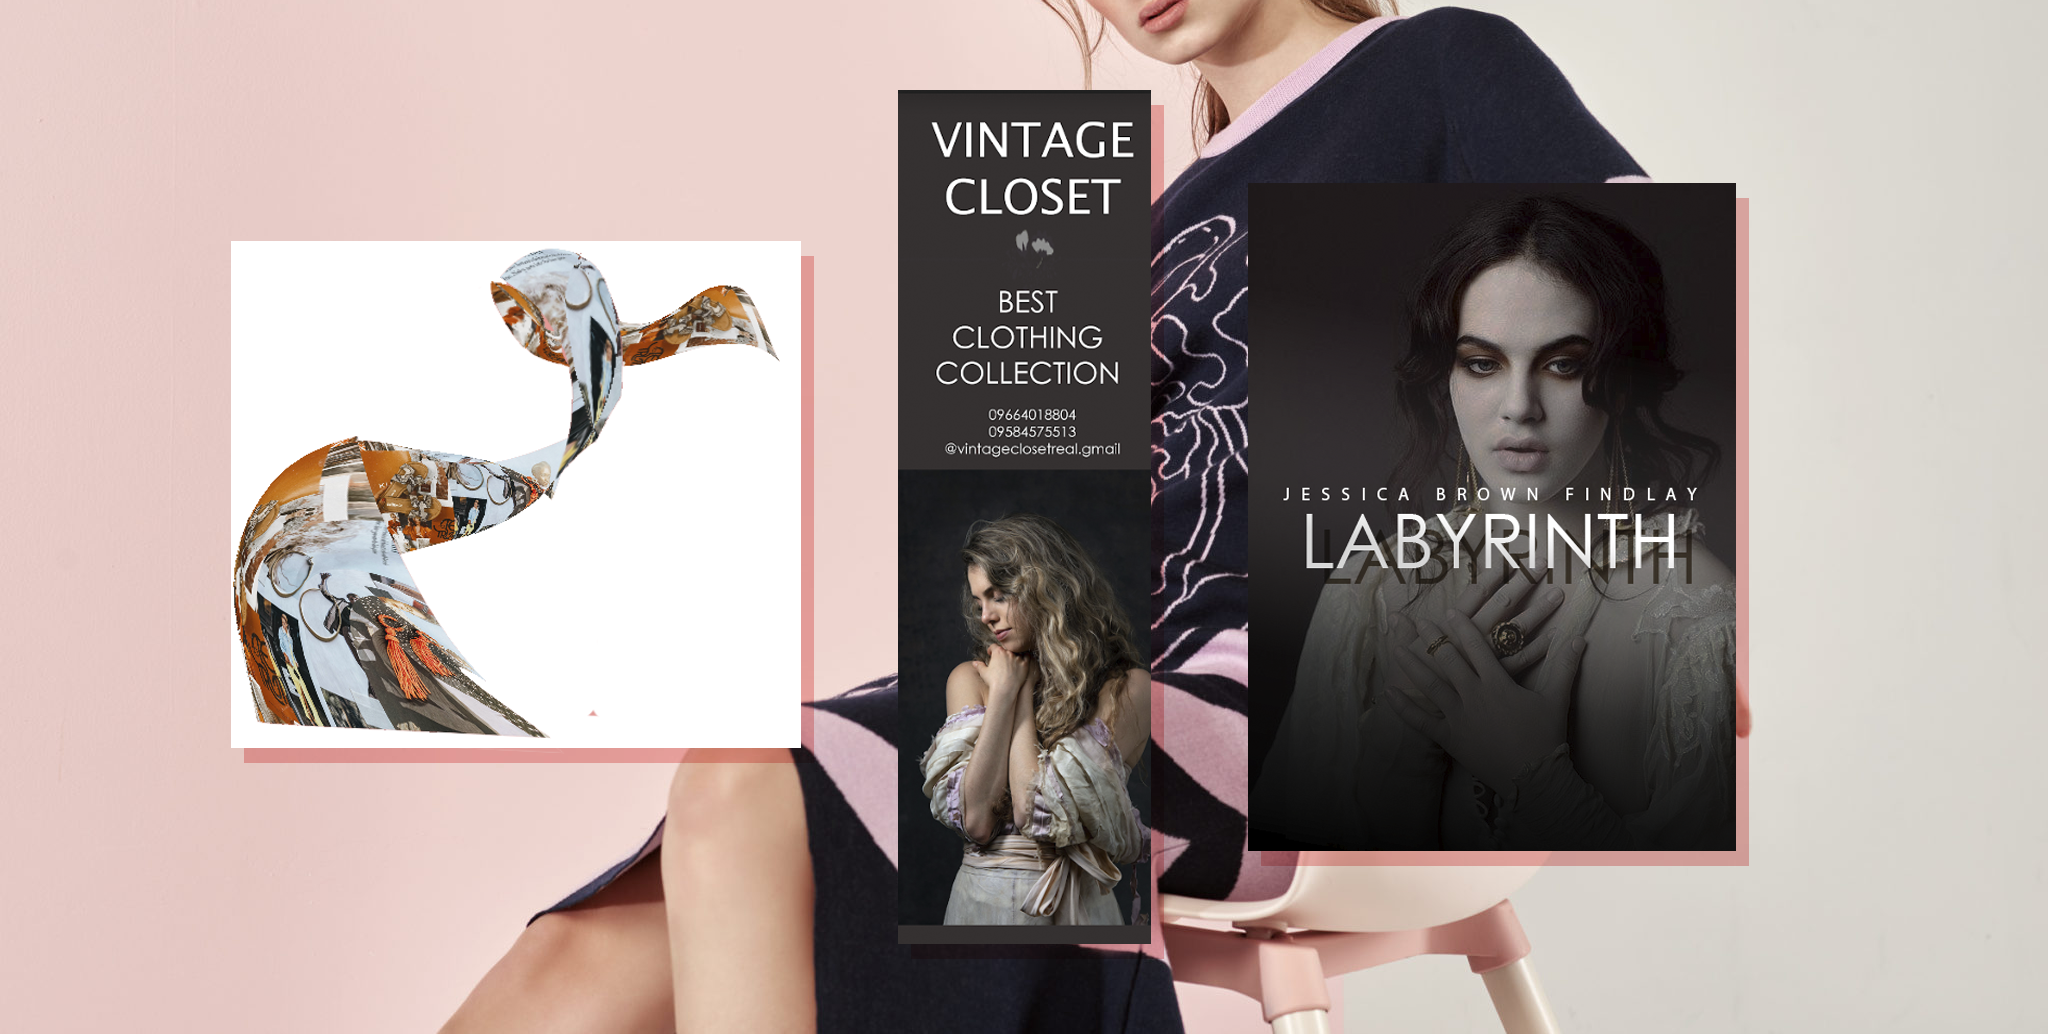 VINTAGE
CLOSET
BEST
CLOTHING
COLLECTION
09664018804
09584575513
@vintageclosetreal.gmail
JESSICA BROWN FINDLAY
LABYRINTH